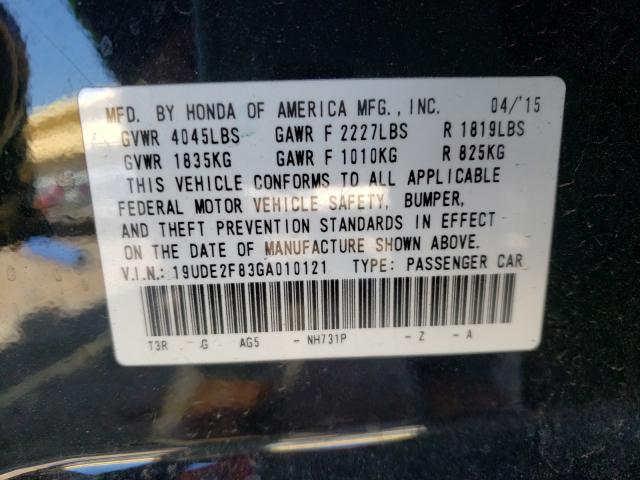 MFD. BY HONDA OF AMERICA MFG., INC. 04/'15
GVWR 4045LBS GAWR F 2227LBS R 1819LBS
GVWR 1835KG GAWR F 1010KG R 825KG
THIS VEHICLE CONFORMS TO ALL APPLICABLE
FEDERAL MOTOR VEHICLE SAFETY, BUMPER,
AND THEFT PREVENTION STANDARDS IN EFFECT
ON THE DATE OF MANUFACTURE SHOWN ABOVE.
V.I.N.: 19UDE2F83GA010121 TYPE: PASSENGER CAR
T3R G AG5 - NH731P - Z - A